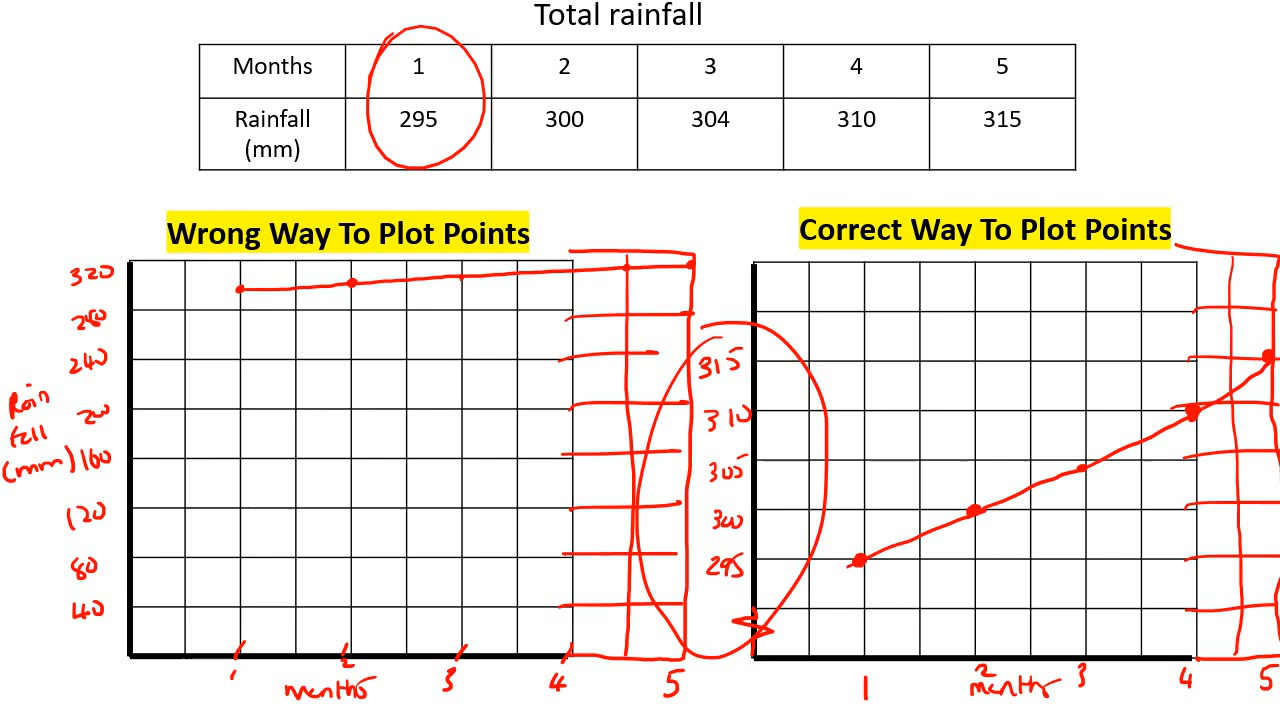 Total rainfall
Months 1 2 3 4 5
Rainfall (mm) 295 300 304 310 315
Wrong Way To Plot Points
Correct Way To Plot Points
320
280
240
20
160
120
80
40
Rain
fall
(mm)
1 2 3 4 5
months
315
310
305
300
295
1 2 3 4 5
months